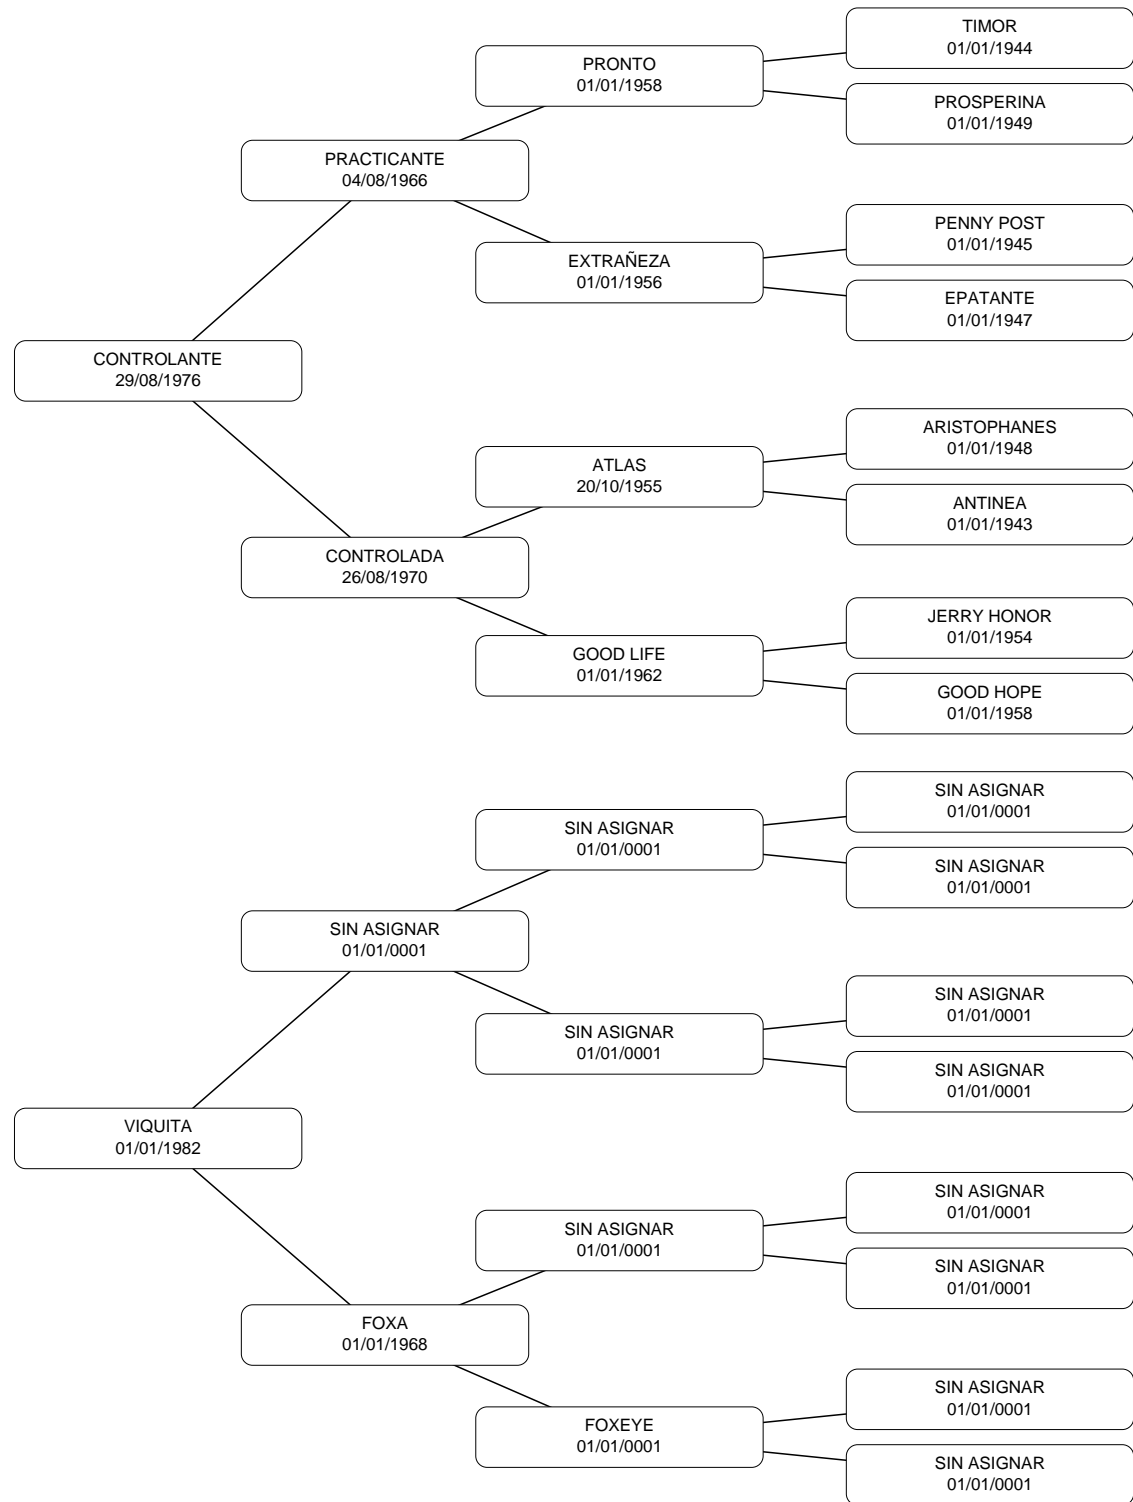 TIMOR
01/01/1944
PRONTO
01/01/1958
PROSPERINA
01/01/1949
PRACTICANTE
04/08/1966
PENNY POST
01/01/1945
EXTRAÑEZA
01/01/1956
EPATANTE
01/01/1947
CONTROLANTE
29/08/1976
ARISTOPHANES
01/01/1948
ATLAS
20/10/1955
ANTINEA
01/01/1943
CONTROLADA
26/08/1970
JERRY HONOR
01/01/1954
GOOD LIFE
01/01/1962
GOOD HOPE
01/01/1958
SIN ASIGNAR
01/01/0001
SIN ASIGNAR
01/01/0001
SIN ASIGNAR
01/01/0001
SIN ASIGNAR
01/01/0001
SIN ASIGNAR
01/01/0001
SIN ASIGNAR
01/01/0001
SIN ASIGNAR
01/01/0001
VIQUITA
01/01/1982
SIN ASIGNAR
01/01/0001
SIN ASIGNAR
01/01/0001
SIN ASIGNAR
01/01/0001
FOXA
01/01/1968
SIN ASIGNAR
01/01/0001
FOXEYE
01/01/0001
SIN ASIGNAR
01/01/0001